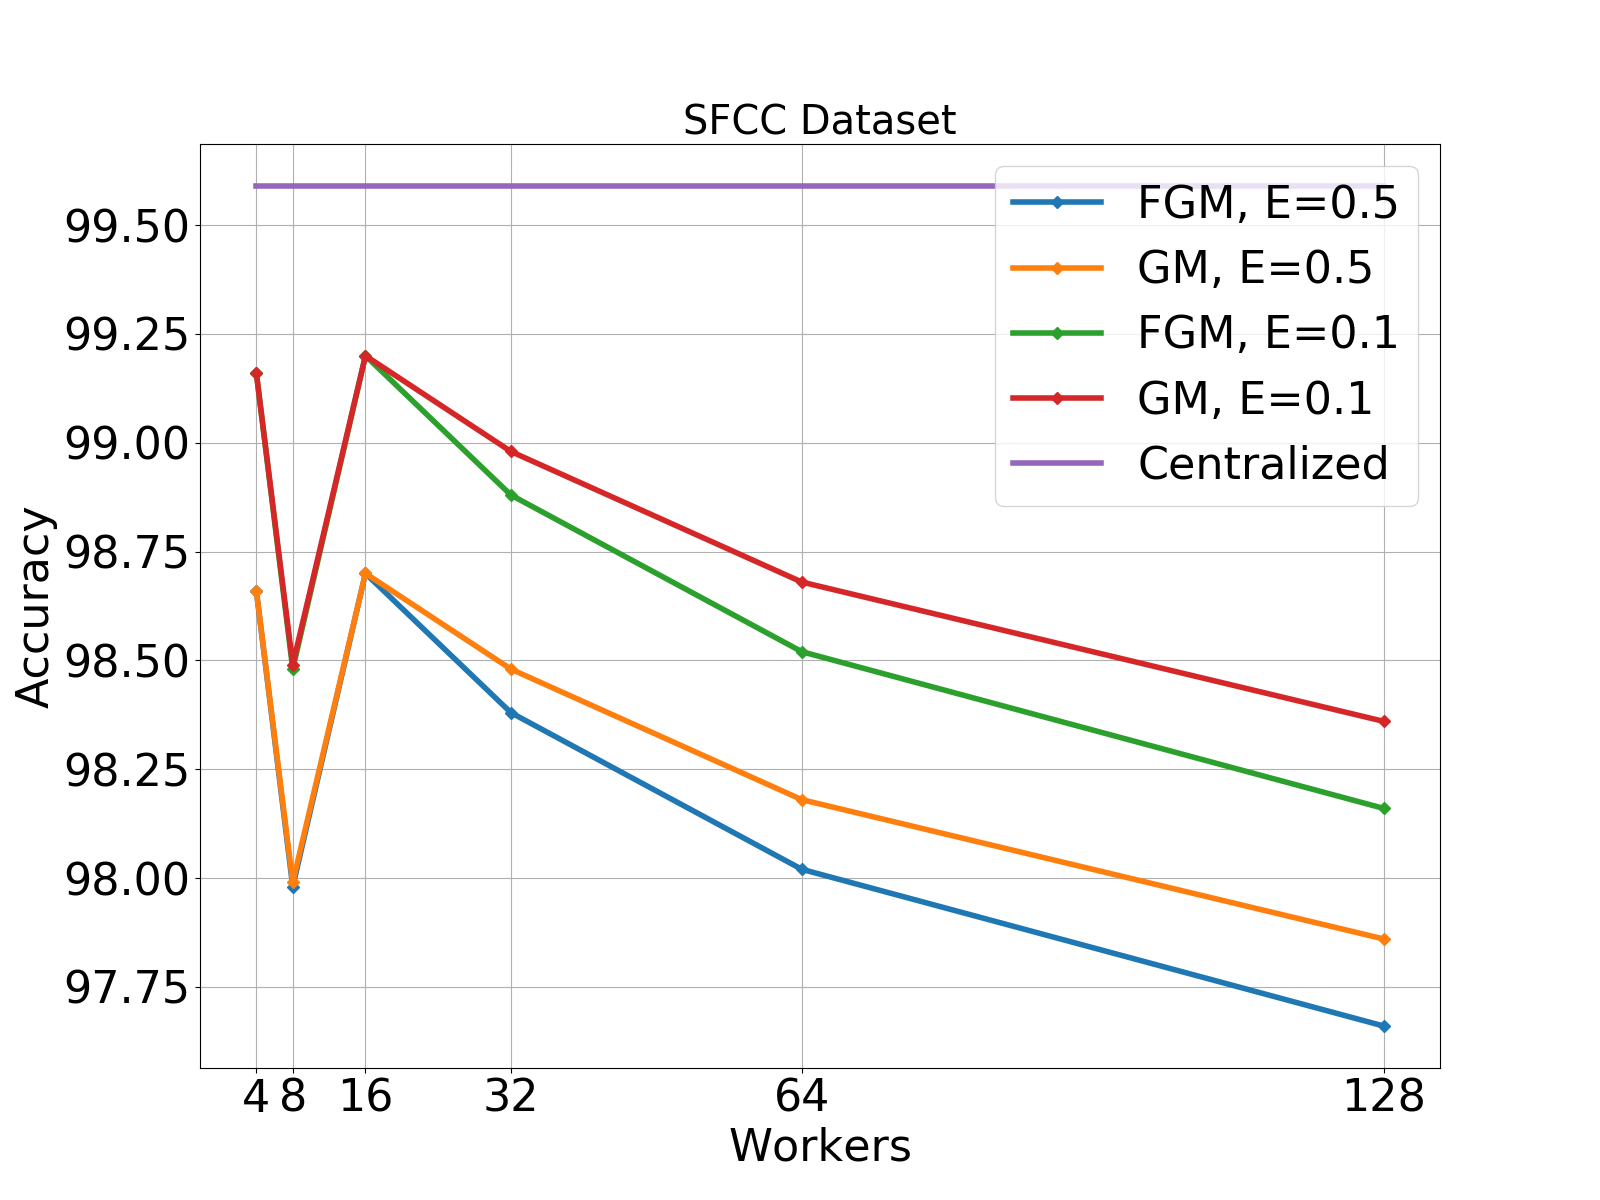 SFCC Dataset
99.50
99.25
99.00
98.75
98.50
98.25
98.00
97.75
Accuracy
FGM, E=0.5
GM, E=0.5
FGM, E=0.1
GM, E=0.1
Centralized
4 8 16 32 64 128
Workers